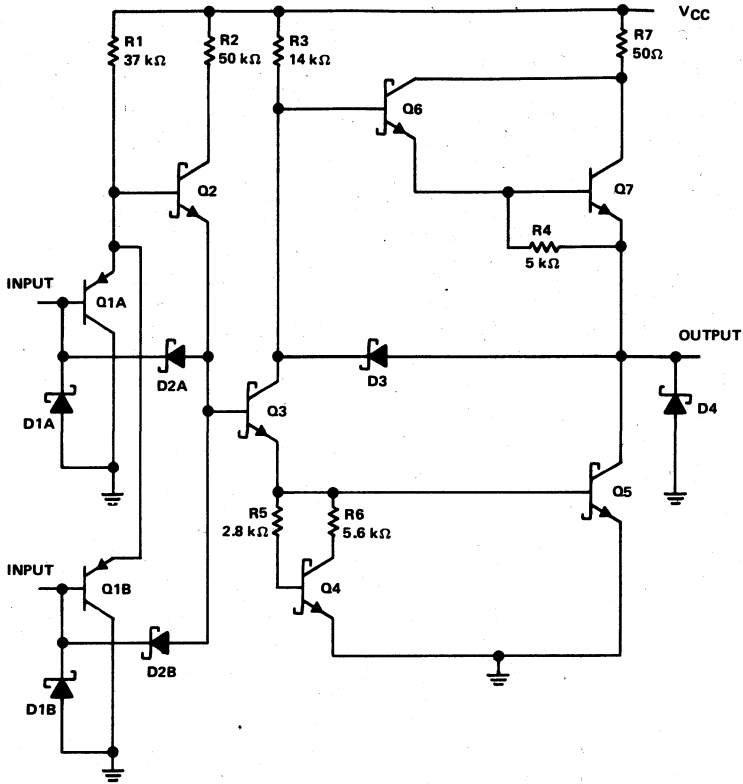 VCC
R1
37 kΩ
R2
50 kΩ
R3
14 kΩ
R7
50Ω
Q6
Q2
Q7
R4
5 kΩ
INPUT
Q1A
OUTPUT
D2A
D3
D1A
Q3
D4
Q5
R5
2.8 kΩ
R6
5.6 kΩ
INPUT
Q1B
Q4
D2B
D1B